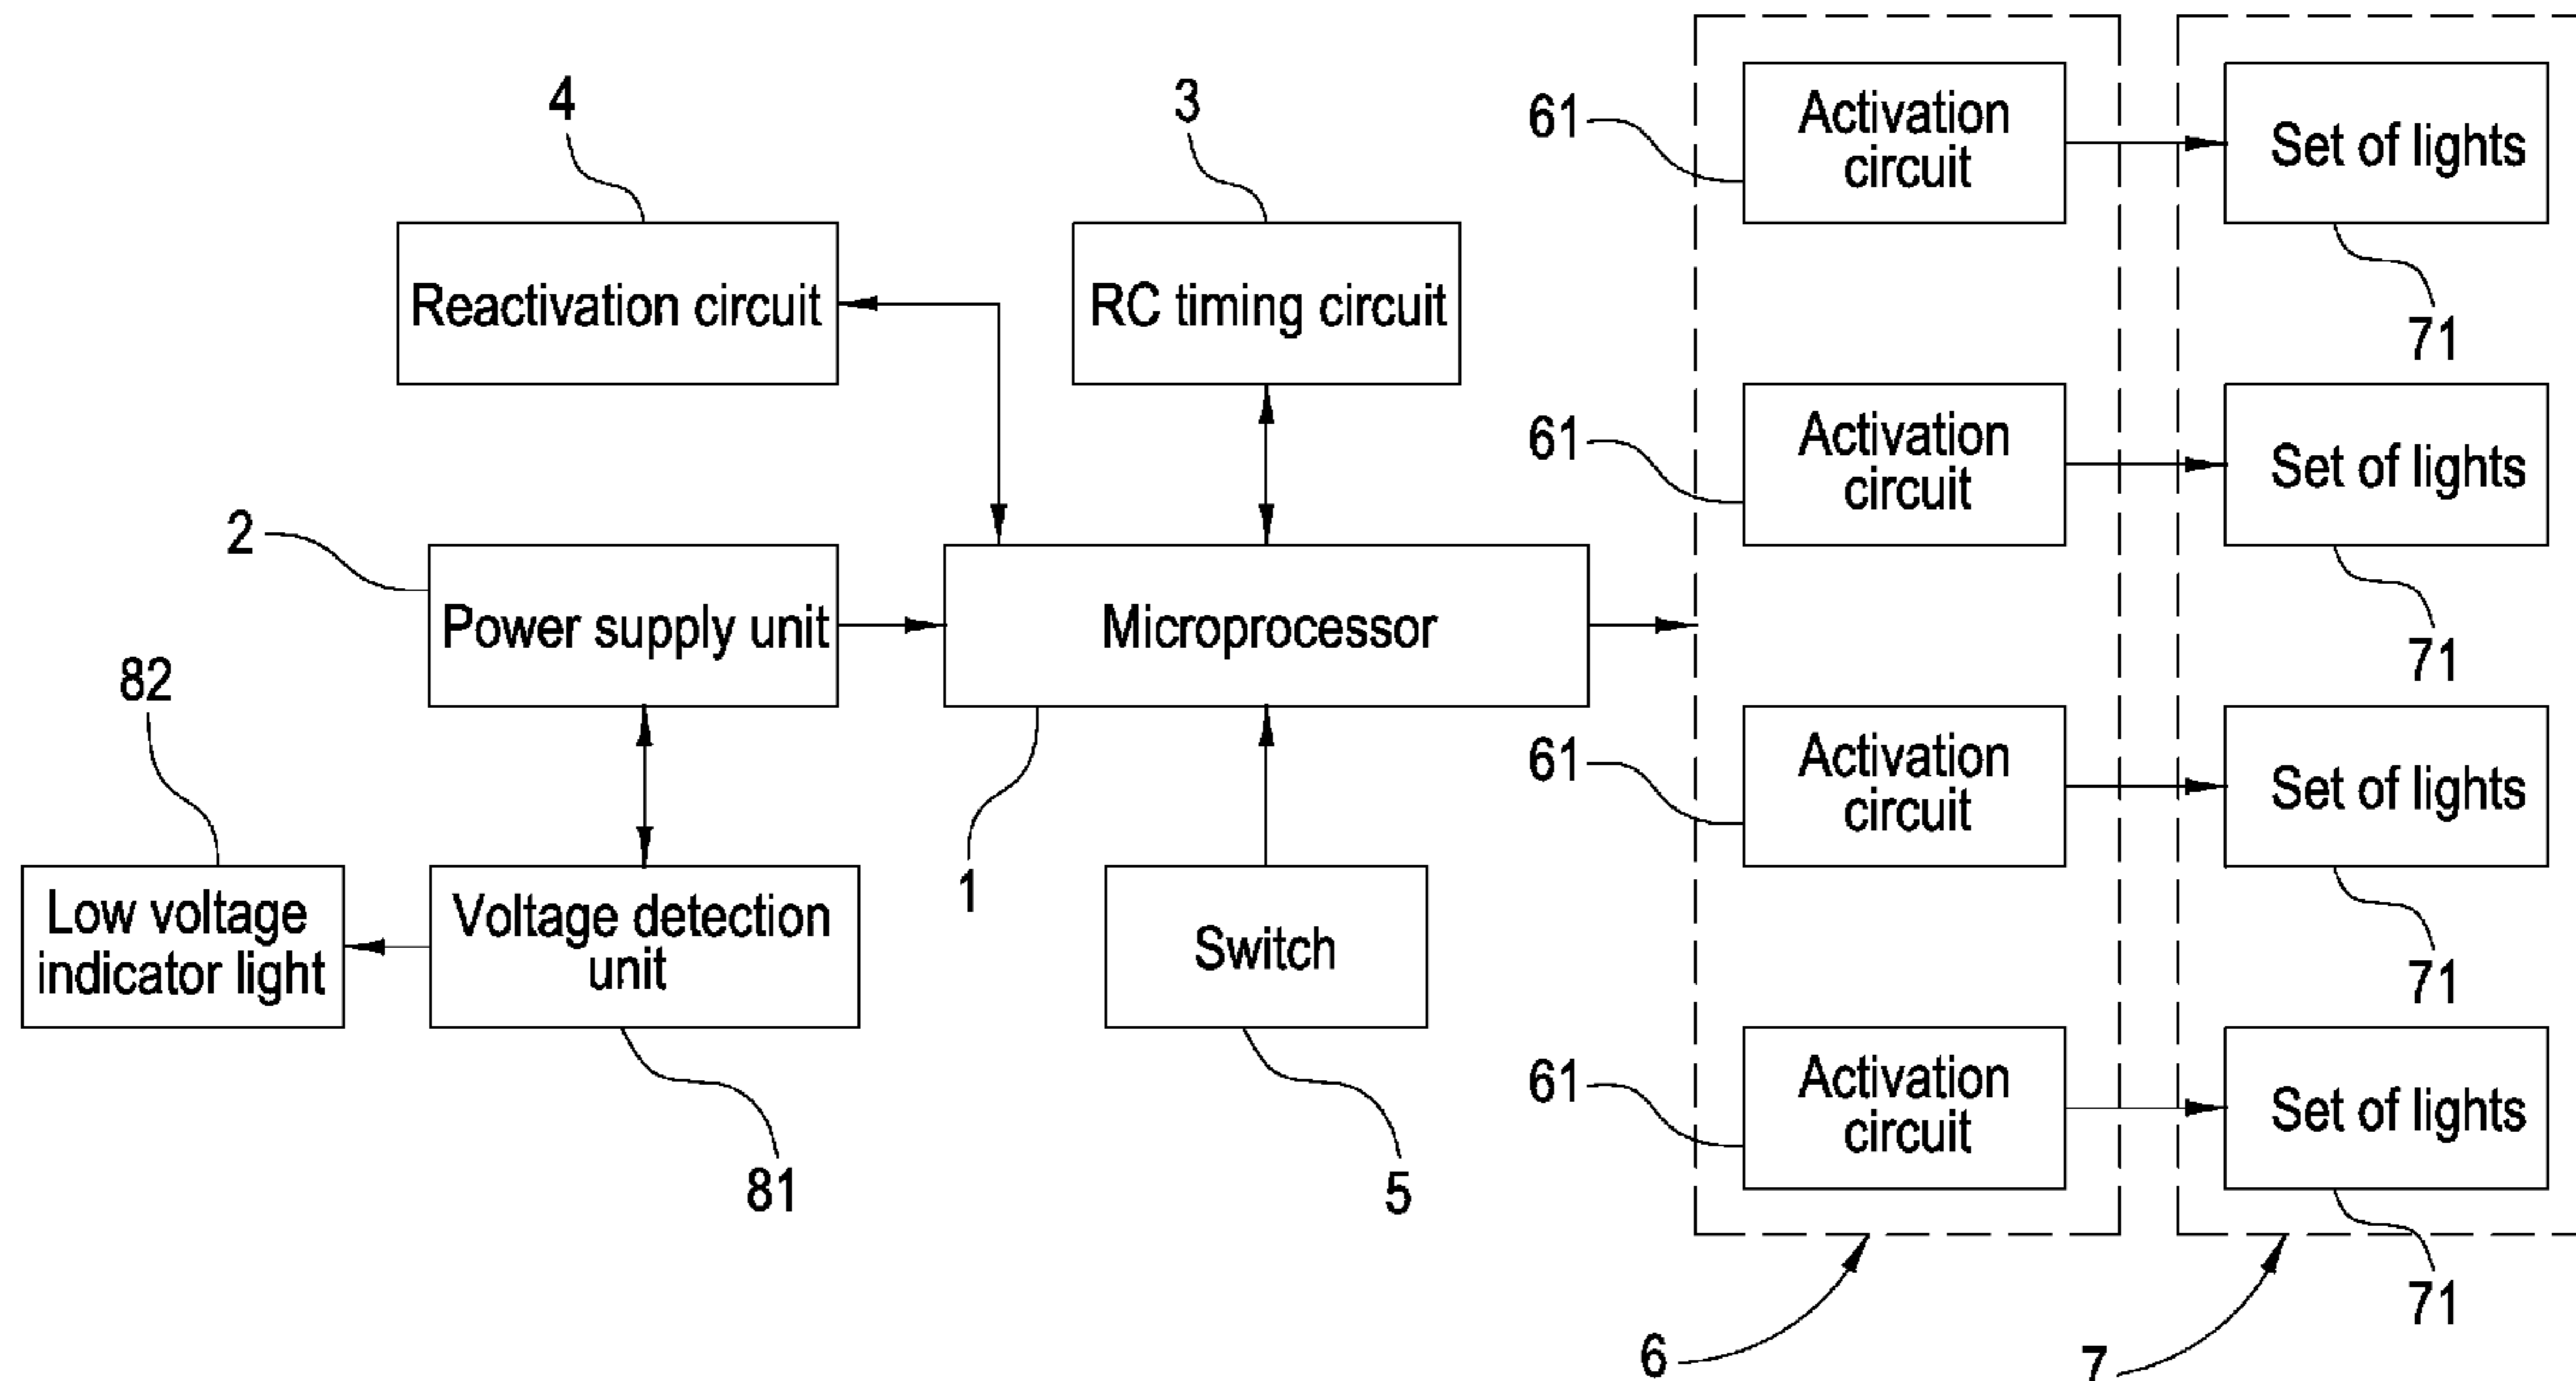 4
3
61
Activation
circuit
Set of lights
71
Reactivation circuit
RC timing circuit
61
Activation
circuit
Set of lights
71
2
Power supply unit
Microprocessor
82
1
61
Activation
circuit
Set of lights
71
Low voltage
indicator light
Voltage detection
unit
Switch
81
5
61
Activation
circuit
Set of lights
71
6
7